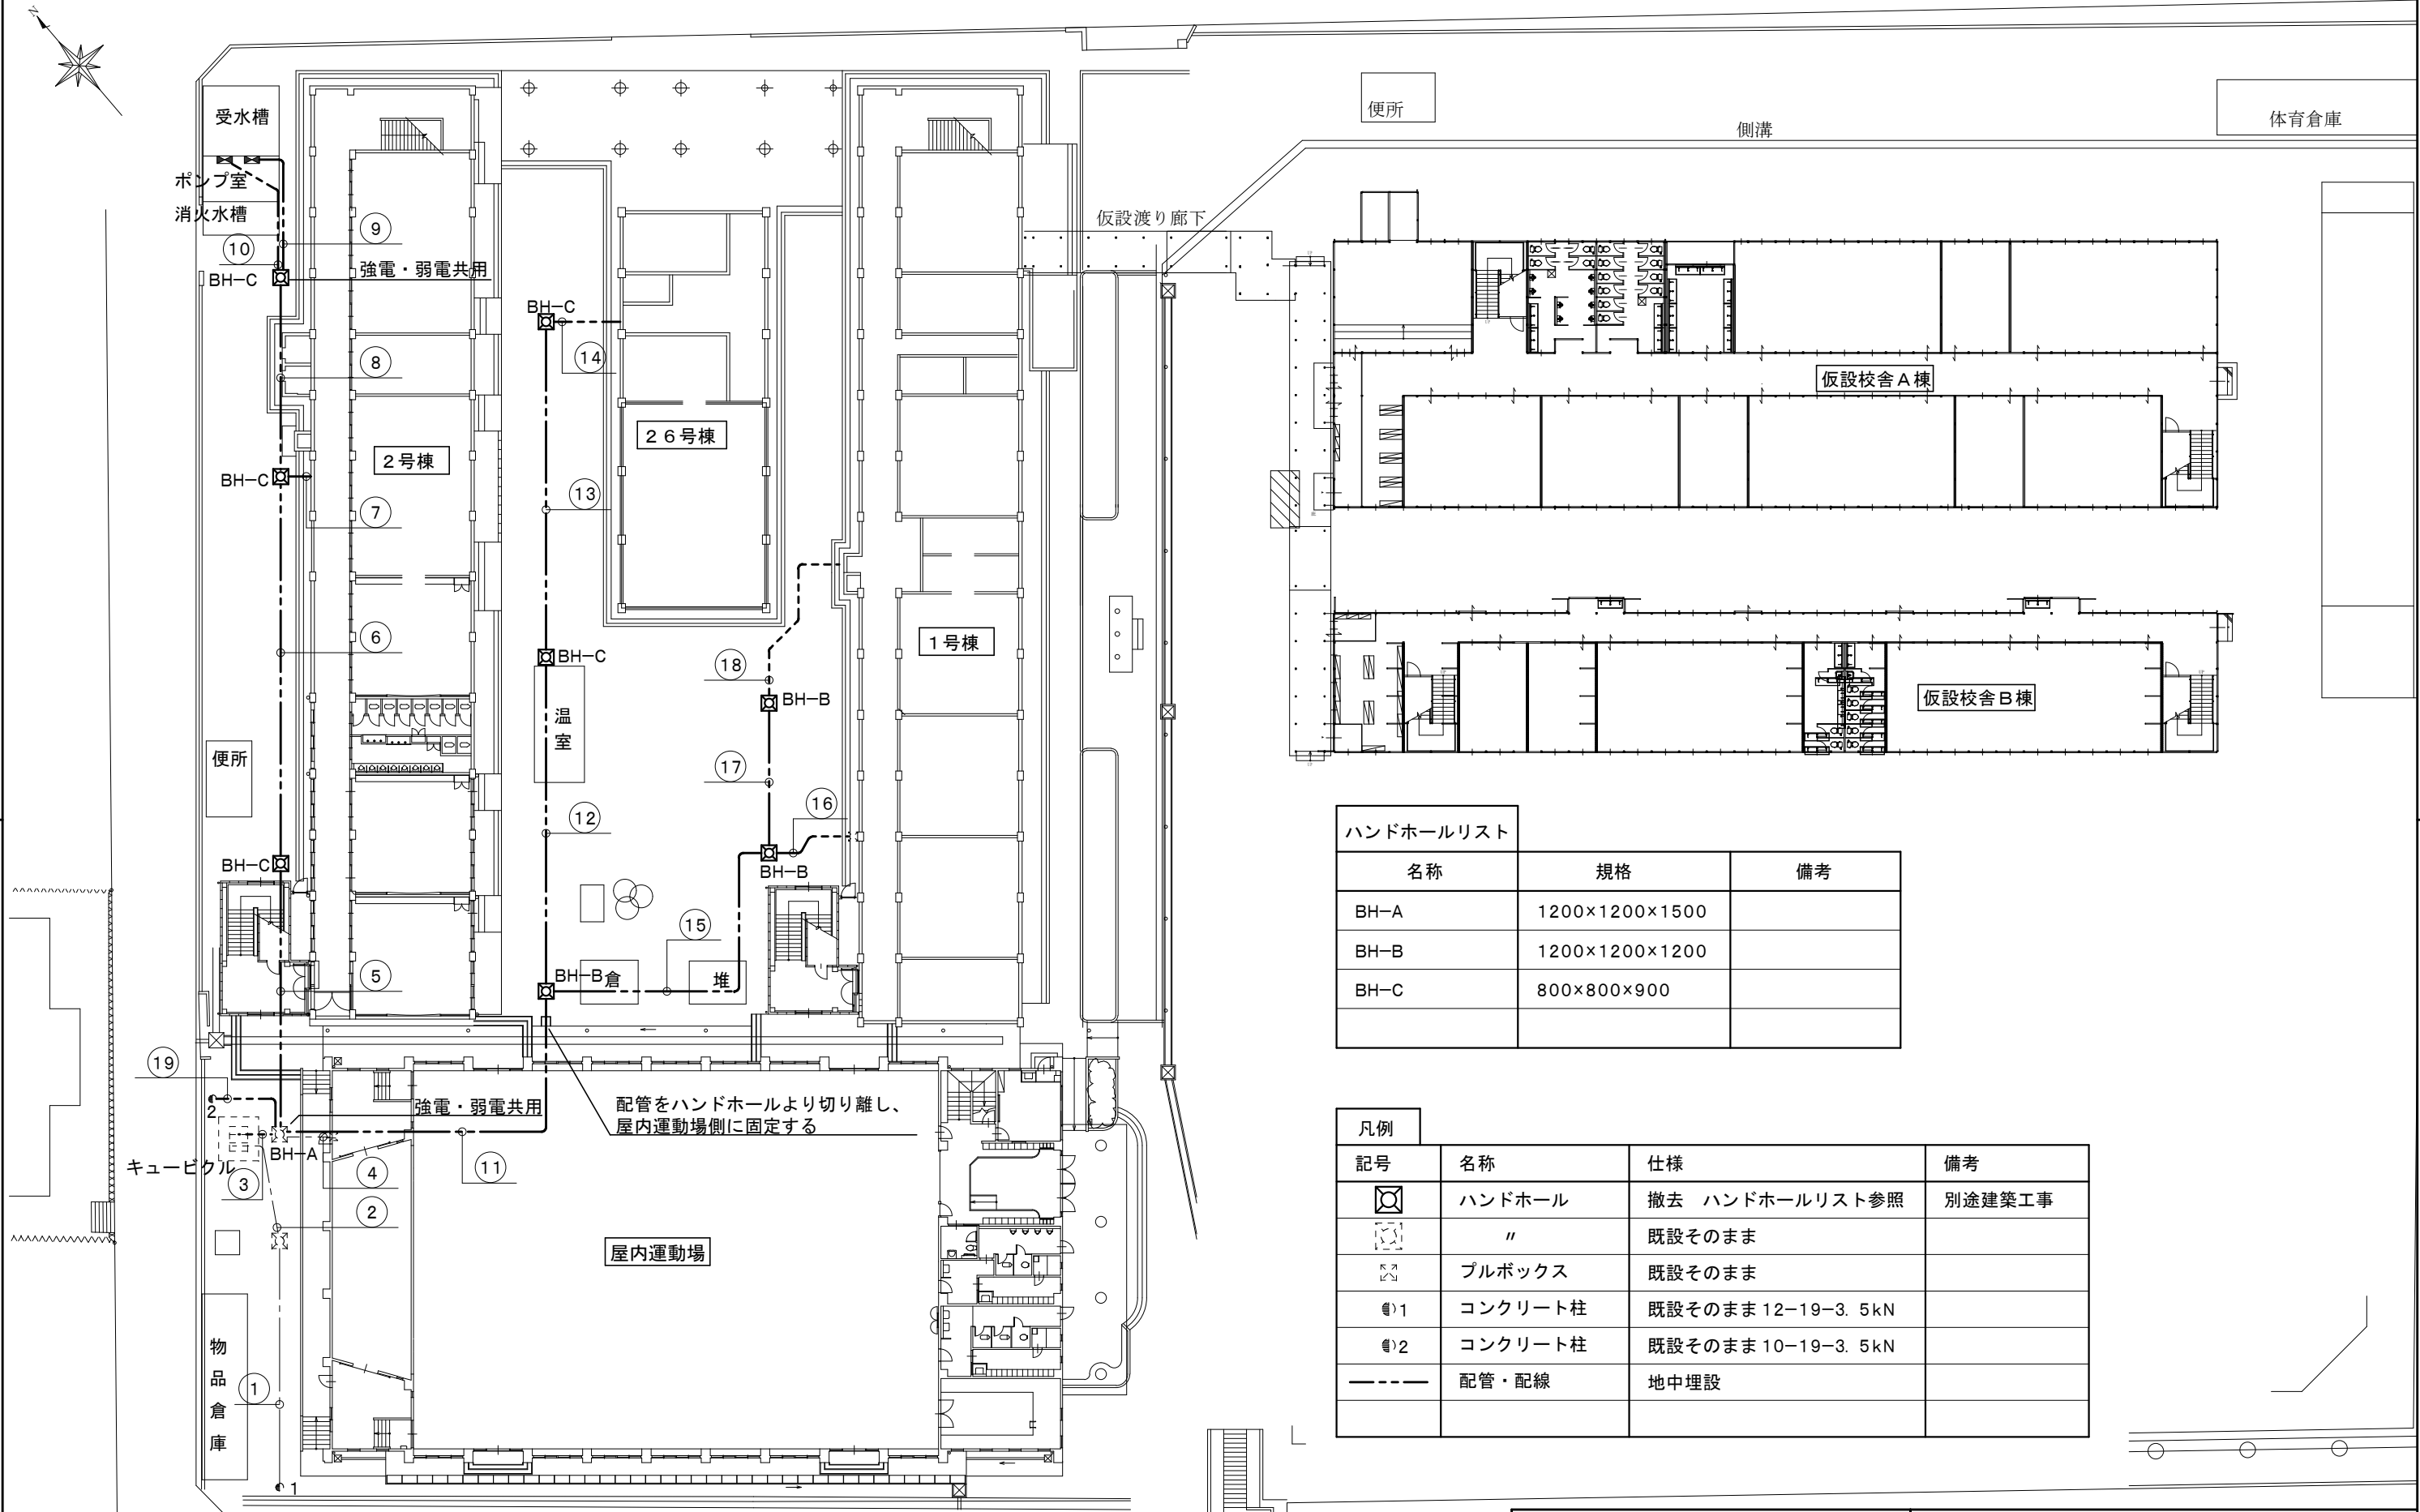 N
受水槽
ポンプ室
消火水槽
⑨
⑩
BH−C
強電・弱電共用
⑧
BH−C
⑦
2号棟
⑥
便所
BH−C
⑤
BH−C
⑭
26号棟
⑬
BH−C
温室
⑫
⑱
BH−B
⑰
⑯
BH−B
⑮
BH−B
倉
堆
1号棟
仮設渡り廊下
便所
側溝
体育倉庫
仮設校舎A棟
仮設校舎B棟
⑲
2
強電・弱電共用
配管をハンドホールより切り離し、
屋内運動場側に固定する
キュービクル
BH−A
③
④
②
⑪
屋内運動場
物品倉庫
①
1
ハンドホールリスト
名称 規格 備考
BH−A 1200×1200×1500
BH−B 1200×1200×1200
BH−C 800×800×900
凡例
記号 名称 仕様 備考
ハンドホール 撤去 ハンドホールリスト参照 別途建築工事
〃 既設そのまま
プルボックス 既設そのまま
1 コンクリート柱 既設そのまま 12−19−3. 5kN
2 コンクリート柱 既設そのまま 10−19−3. 5kN
配管・配線 地中埋設